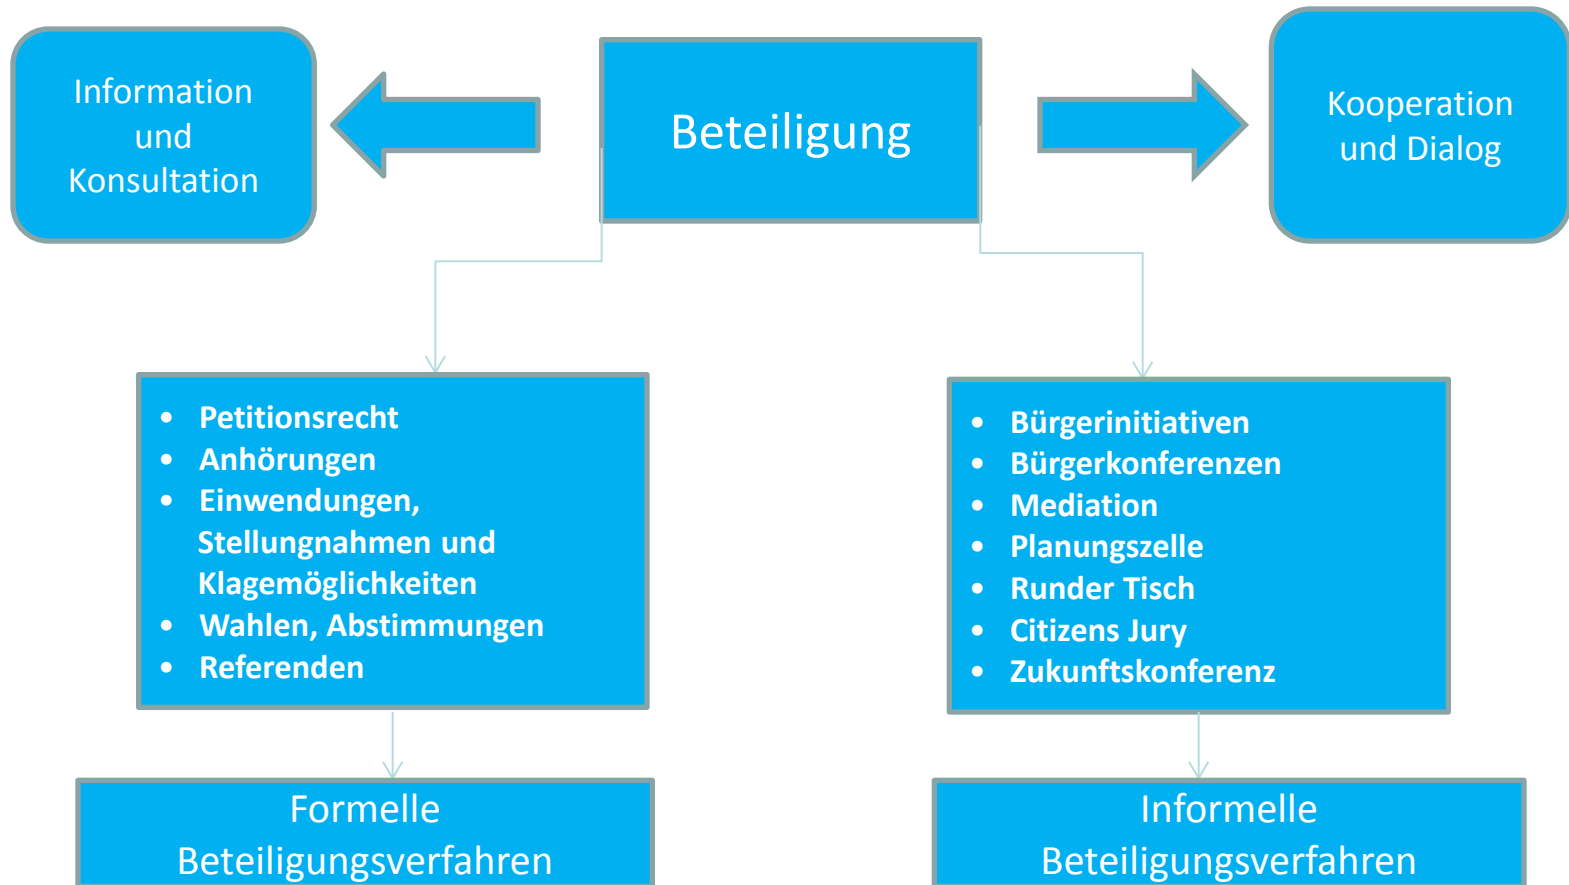 Information
und
Konsultation
Beteiligung
Kooperation
und Dialog
• Petitionsrecht
• Anhörungen
• Einwendungen,
Stellungnahmen und
Klagemöglichkeiten
• Wahlen, Abstimmungen
• Referenden
• Bürgerinitiativen
• Bürgerkonferenzen
• Mediation
• Planungszelle
• Runder Tisch
• Citizens Jury
• Zukunftskonferenz
Formelle
Beteiligungsverfahren
Informelle
Beteiligungsverfahren